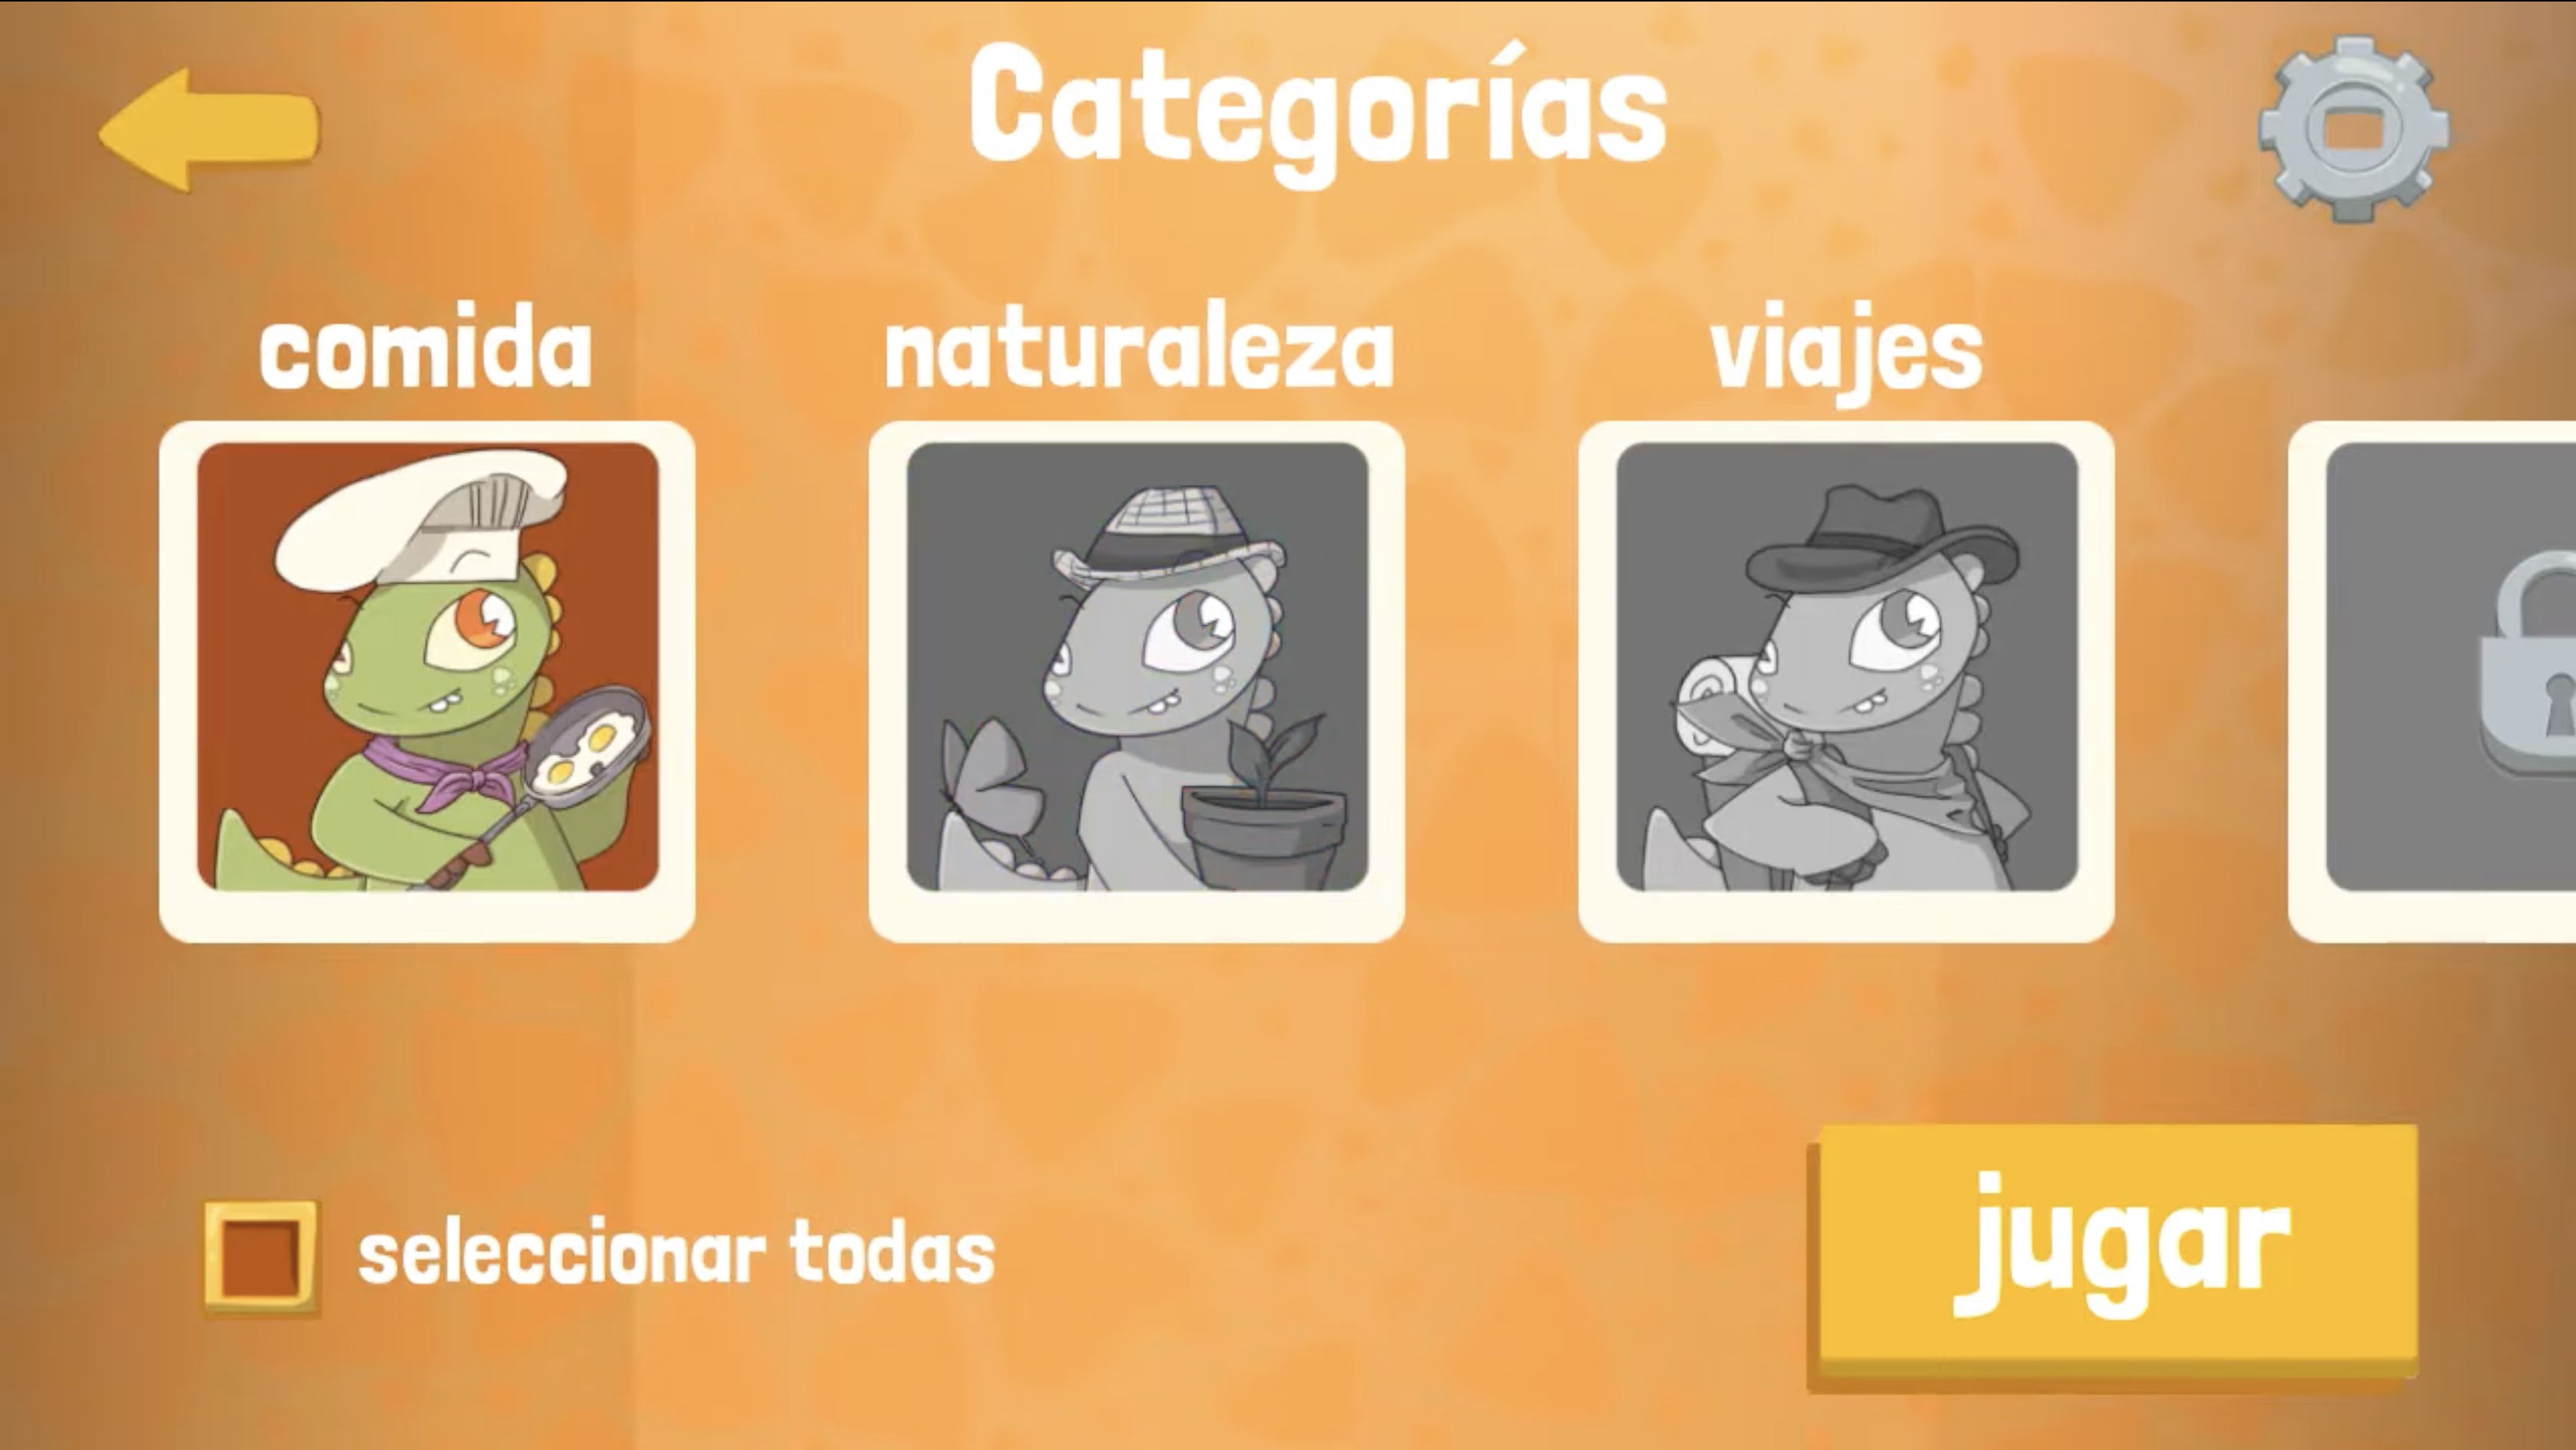 Categorías
comida
naturaleza
viajes
seleccionar todas
jugar